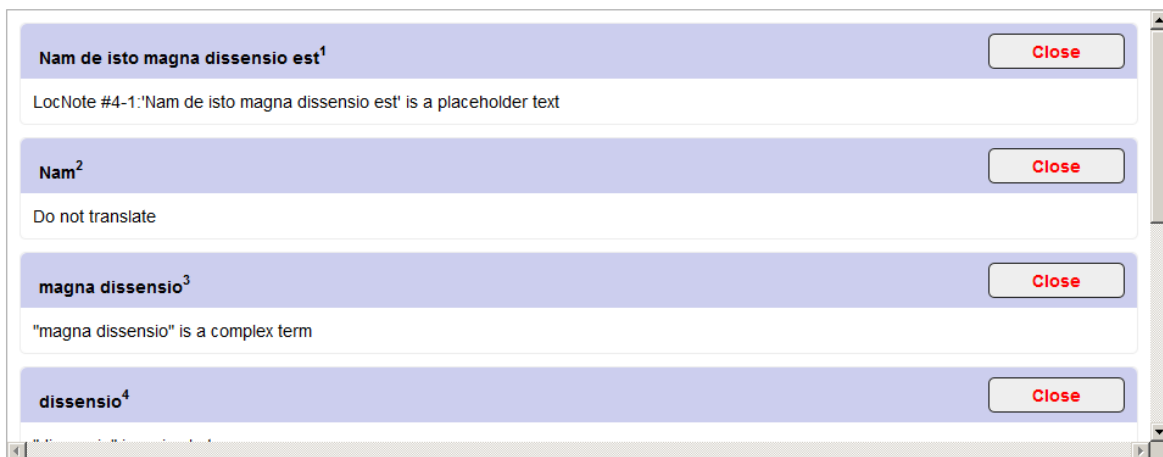 Nam de isto magna dissensio est¹ Close
LocNote #4-1:'Nam de isto magna dissensio est' is a placeholder text
Nam² Close
Do not translate
magna dissensio³ Close
"magna dissensio" is a complex term
dissensio⁴ Close